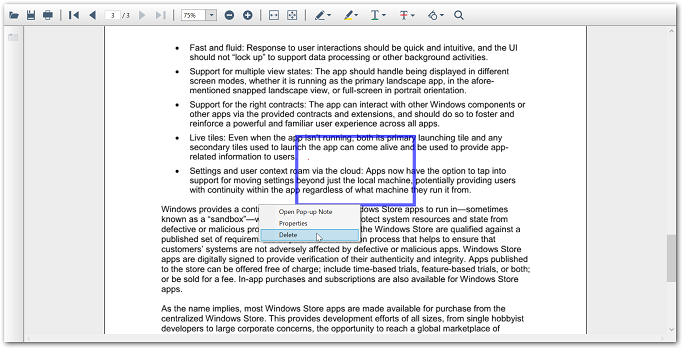 3 / 3
75%
• Fast and fluid: Response to user interactions should be quick and intuitive, and the UI
should not “lock up” to support data processing or other background activities.
• Support for multiple view states: The app should handle being displayed in different
screen modes, whether it is running as the primary landscape app, in the afore-
mentioned snapped landscape view, or full-screen in portrait orientation.
• Support for the right contracts: The app can interact with other Windows components or
other apps via the provided contracts and extensions, and should do so to foster and
reinforce a powerful and familiar user experience across all apps.
• Live tiles: Even when the app isn't running, both its primary launching tile and any
secondary tiles used to launch the app can come alive and be used to provide app-
related information to users.
• Settings and user context roam via the cloud: Apps now have the option to tap into
support for moving settings beyond just the local machine, potentially providing users
with continuity within the app regardless of what machine they run it from.
Windows provides a cont dows Store apps to run in—sometimes
known as a “sandbox”—w otect system resources and state from
defective or malicious pro the Windows Store are qualified against a
published set of requirem n process that helps to ensure that
customers’ systems are not adversely affected by defective or malicious apps. Windows Store
apps are digitally signed to provide verification of their authenticity and integrity. Apps published
to the store can be offered free of charge; include time-based trials, feature-based trials, or both;
or be sold for a fee. In-app purchases and subscriptions are also available for Windows Store
apps.
Open Pop-up Note
Properties
Delete
As the name implies, most Windows Store apps are made available for purchase from the
centralized Windows Store. This provides development efforts of all sizes, from single hobbyist
developers to large corporate concerns, the opportunity to reach a global marketplace of